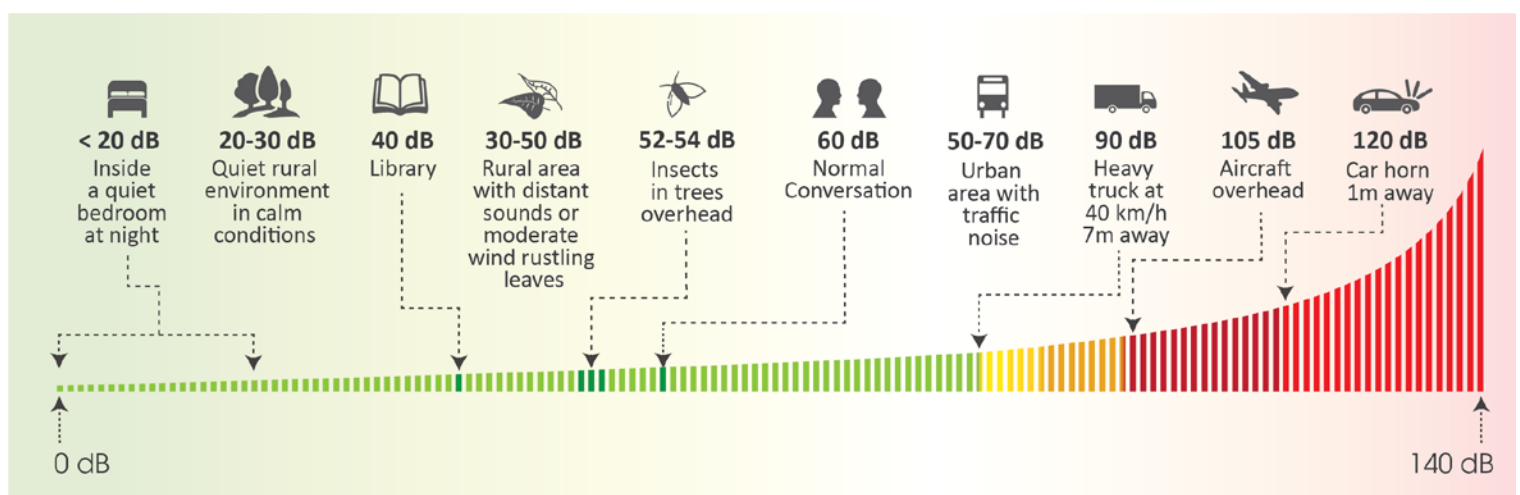 < 20 dB
Inside
a quiet
bedroom
at night
20-30 dB
Quiet rural
environment
in calm
conditions
40 dB
Library
30-50 dB
Rural area
with distant
sounds or
moderate
wind rustling
leaves
52-54 dB
Insects
in trees
overhead
60 dB
Normal
Conversation
50-70 dB
Urban
area with
traffic
noise
90 dB
Heavy
truck at
40 km/h
7m away
105 dB
Aircraft
overhead
120 dB
Car horn
1m away
0 dB
140 dB